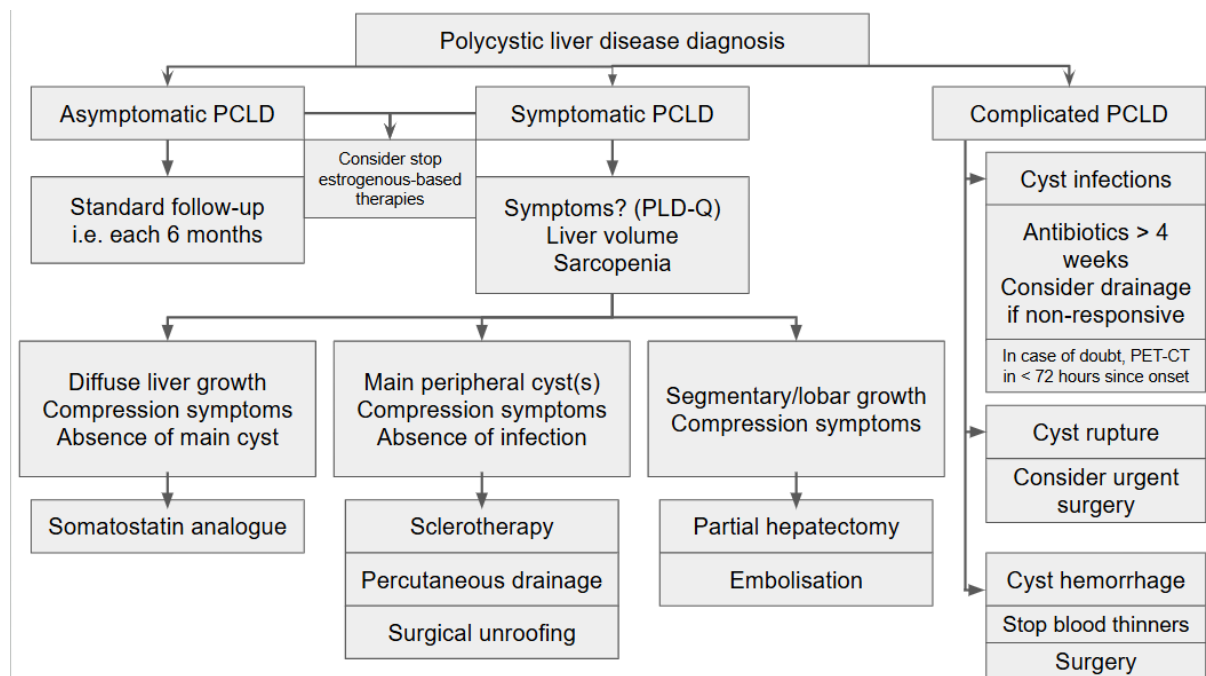 Polycystic liver disease diagnosis
Asymptomatic PCLD
Symptomatic PCLD
Complicated PCLD
Consider stop
estrogenous-based
therapies
Standard follow-up
i.e. each 6 months
Symptoms? (PLD-Q)
Liver volume
Sarcopenia
Cyst infections
Antibiotics > 4
weeks
Consider drainage
if non-responsive
In case of doubt, PET-CT
in < 72 hours since onset
Diffuse liver growth
Compression symptoms
Absence of main cyst
Main peripheral cyst(s)
Compression symptoms
Absence of infection
Segmentary/lobar growth
Compression symptoms
Cyst rupture
Consider urgent
surgery
Somatostatin analogue
Sclerotherapy
Percutaneous drainage
Surgical unroofing
Partial hepatectomy
Embolisation
Cyst hemorrhage
Stop blood thinners
Surgery